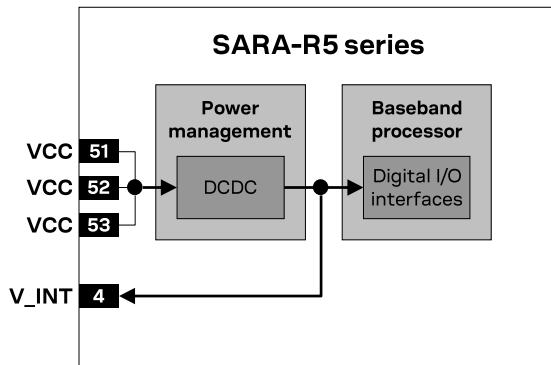 SARA-R5 series
Power
management
Baseband
processor
VCC 51
VCC 52
VCC 53
DCDC
Digital I/O
interfaces
V_INT 4